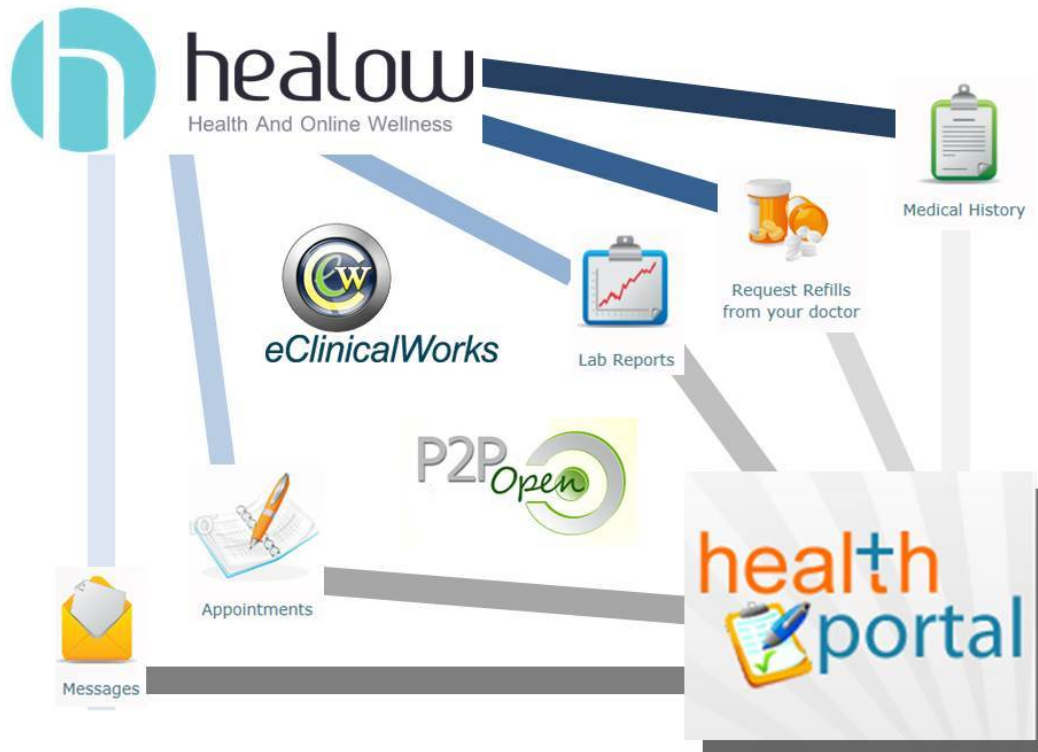 h healow
Health And Online Wellness
Medical History
Request Refills
from your doctor
Lab Reports
CeW
eClinicalWorks
P2P Open
Appointments
Messages
health
portal